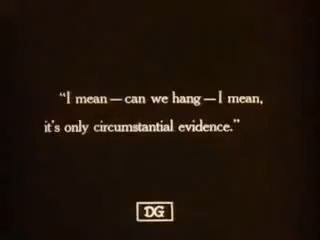 “I mean—can we hang—I mean,
it's only circumstantial evidence.”
DG